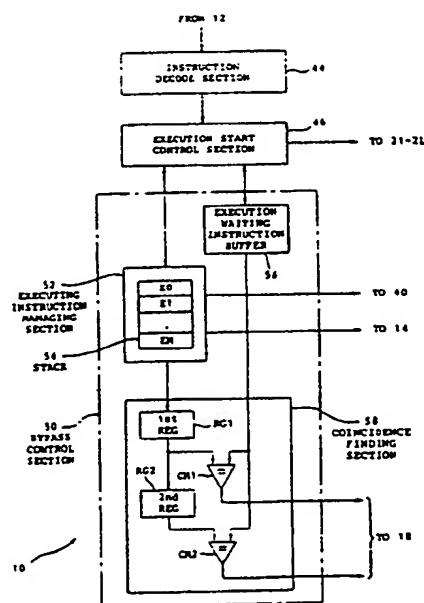 FROM 12
INSTRUCTION
DECODE SECTION
44
EXECUTION START
CONTROL SECTION
46
TO 21-2L
EXECUTION
WAITING
INSTRUCTION
BUFFER
56
52
EXECUTING
INSTRUCTION
MANAGING
SECTION
E0
E1
.
EM
TO 40
TO 14
54
STACK
50
BYPASS
CONTROL
SECTION
1st
REG
RG1
58
COINCIDENCE
FINDING
SECTION
RG2
2nd
REG
=
CM1
=
CM2
TO 18
10